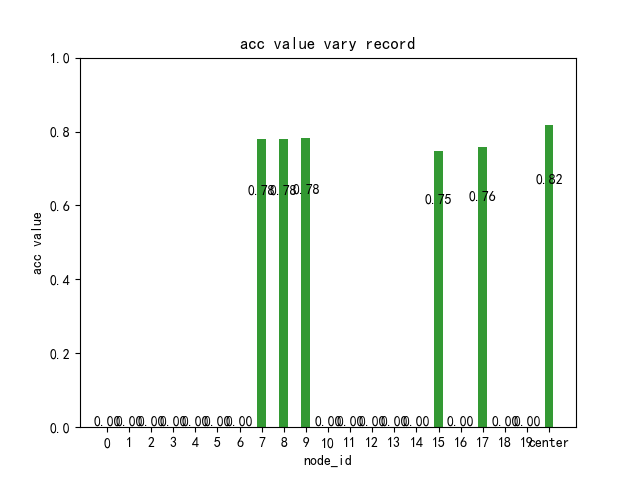 acc value vary record
1.0
0.8
0.6
0.4
0.2
0.0
acc value
0.00 0.00 0.00 0.00 0.00 0.00 0.00 0.78 0.78 0.78 0.00 0.00 0.00 0.00 0.00 0.75 0.00 0.76 0.00 0.00 0.82
0 1 2 3 4 5 6 7 8 9 10 11 12 13 14 15 16 17 18 19 center
node_id